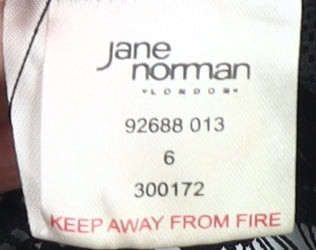 jane
norman
LONDON
92688 013
6
300172
KEEP AWAY FROM FIRE